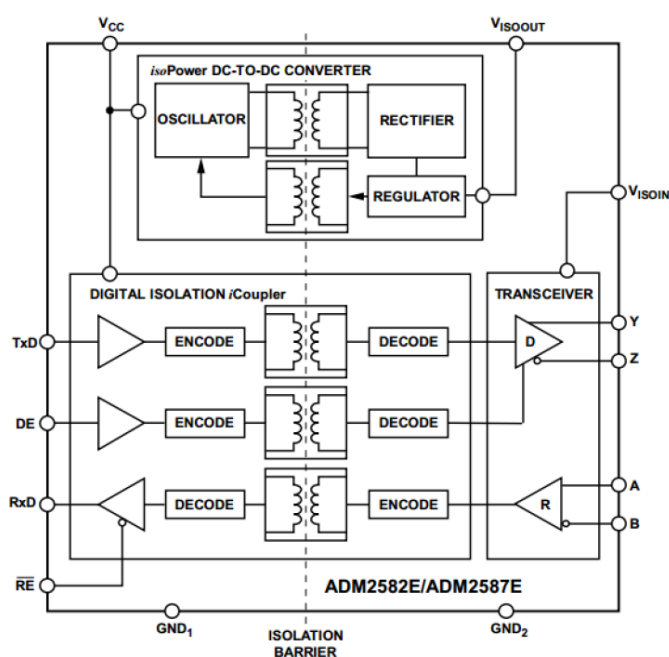 VCC
VISOOUT
isoPower DC-TO-DC CONVERTER
OSCILLATOR
RECTIFIER
REGULATOR
VISOIN
DIGITAL ISOLATION iCoupler
TRANSCEIVER
TxD
ENCODE
DECODE
D
Y
Z
DE
ENCODE
DECODE
RxD
DECODE
ENCODE
R
A
B
RE
ADM2582E/ADM2587E
GND1
ISOLATION
BARRIER
GND2